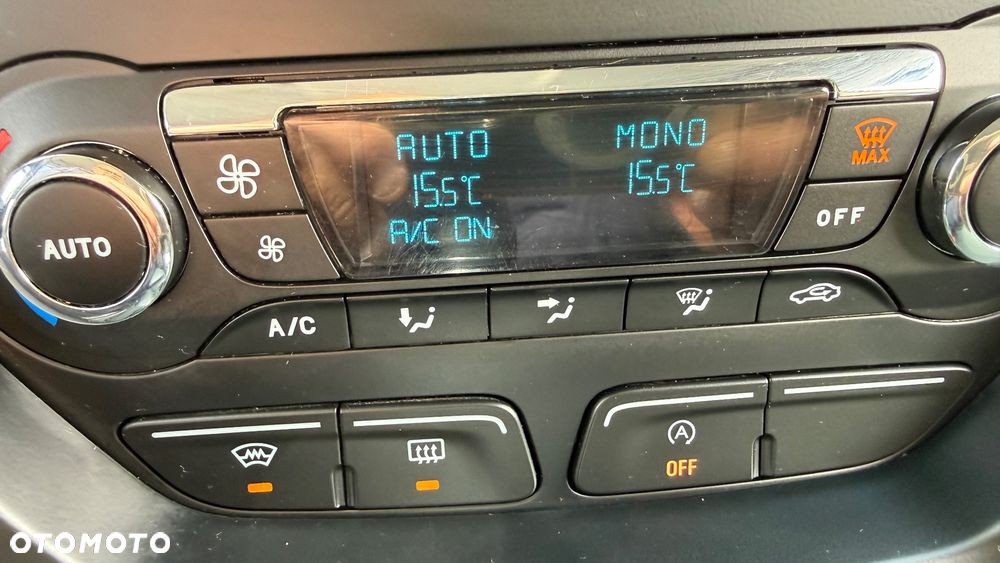 AUTO MONO
15.5°C 15.5°C
A/C ON
MAX
OFF
AUTO
A/C
A
OFF
OTOMOTO